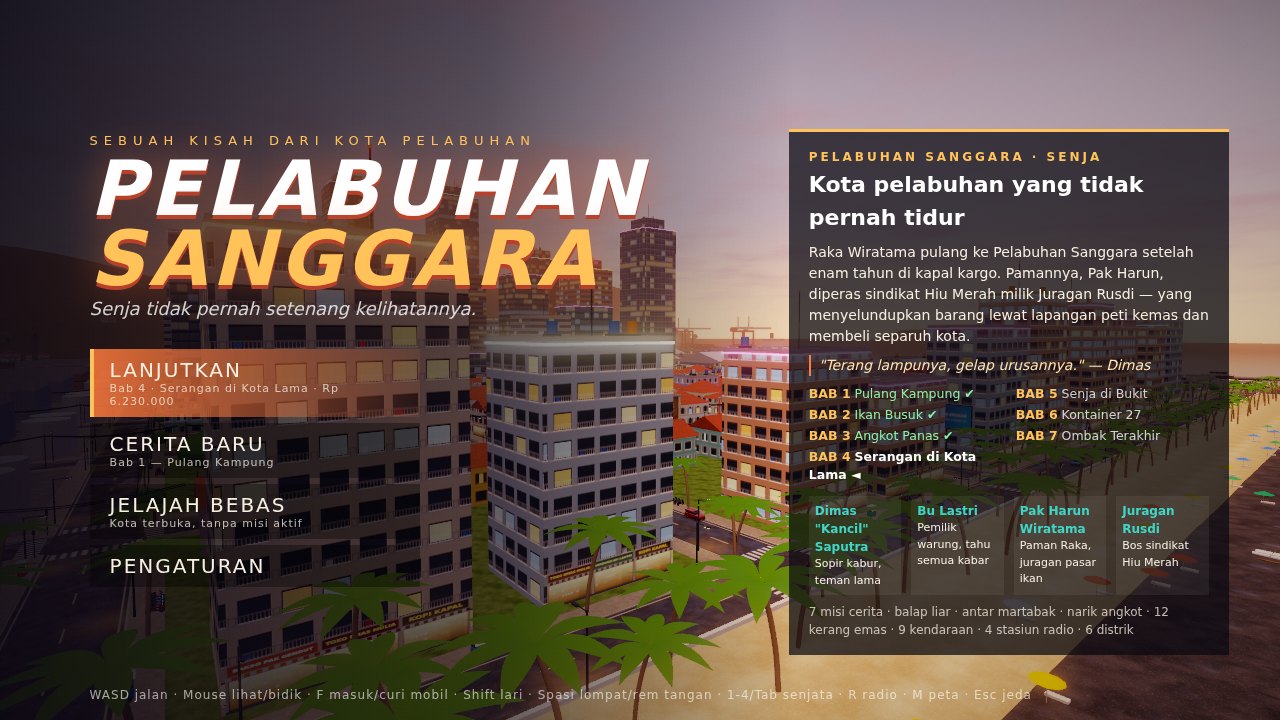 SEBUAH KISAH DARI KOTA PELABUHAN
PELABUHAN
SANGGARA
Senja tidak pernah setenang kelihatannya.
LANJUTKAN
Bab 4 · Serangan di Kota Lama · Rp
6.230.000
CERITA BARU
Bab 1 — Pulang Kampung
JELAJAH BEBAS
Kota terbuka, tanpa misi aktif
PENGATURAN
PELABUHAN SANGGARA · SENJA
Kota pelabuhan yang tidak
pernah tidur
Raka Wiratama pulang ke Pelabuhan Sanggara setelah
enam tahun di kapal kargo. Pamannya, Pak Harun,
diperas sindikat Hiu Merah milik Juragan Rusdi — yang
menyelundupkan barang lewat lapangan peti kemas dan
membeli separuh kota.
"Terang lampunya, gelap urusannya." — Dimas
BAB 1 Pulang Kampung ✔
BAB 2 Ikan Busuk ✔
BAB 3 Angkot Panas ✔
BAB 4 Serangan di Kota
Lama ◄
BAB 5 Senja di Bukit
BAB 6 Kontainer 27
BAB 7 Ombak Terakhir
Dimas
"Kancil"
Saputra
Sopir kabur,
teman lama
Bu Lastri
Pemilik
warung, tahu
semua kabar
Pak Harun
Wiratama
Paman Raka,
juragan pasar
ikan
Juragan
Rusdi
Bos sindikat
Hiu Merah
7 misi cerita · balap liar · antar martabak · narik angkot · 12
kerang emas · 9 kendaraan · 4 stasiun radio · 6 distrik
KOPI KAPAL
WASD jalan · Mouse lihat/bidik · F masuk/curi mobil · Shift lari · Spasi lompat/rem tangan · 1-4/Tab senjata · R radio · M peta · Esc jeda